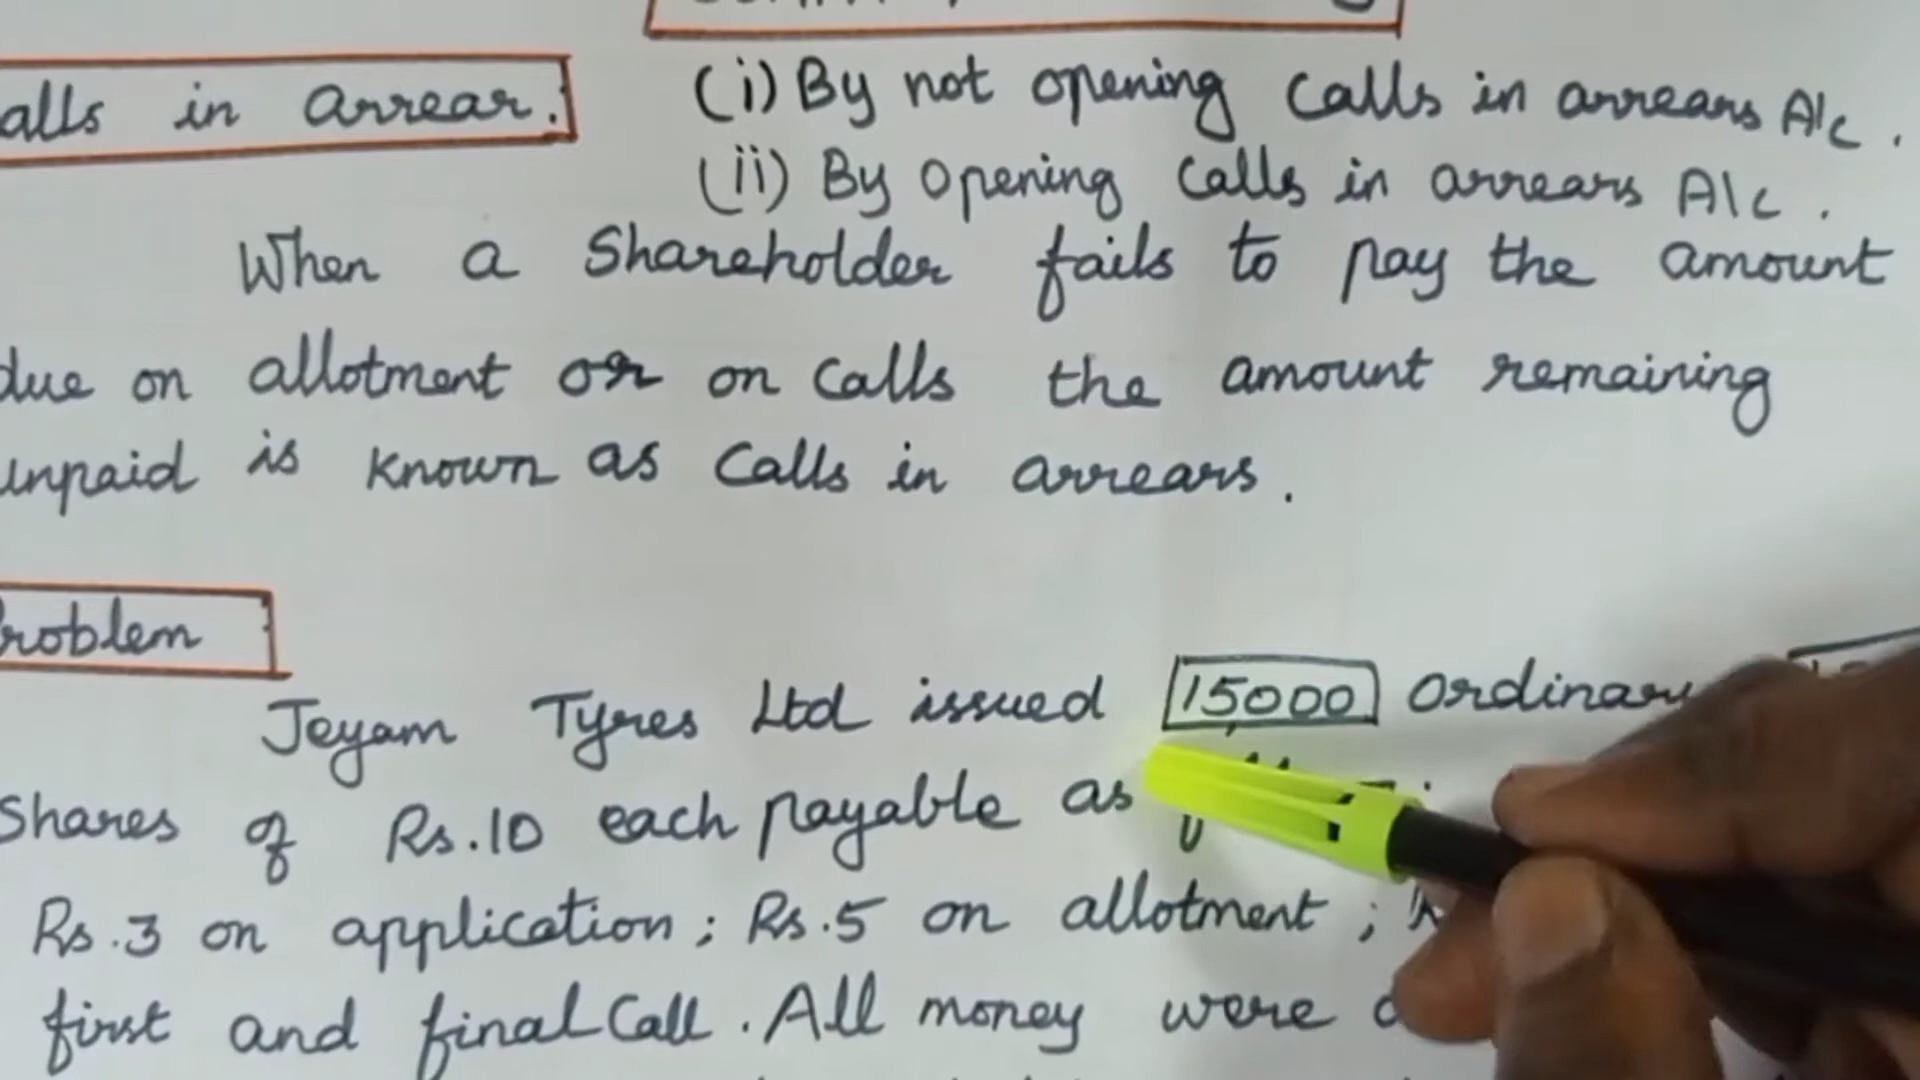 alls in arrear.
(i) By not opening Calls in arrears A/c.
(ii) By opening Calls in arrears A/c.
When a Shareholder fails to pay the amount
due on allotment or on calls the amount remaining
unpaid is known as Calls in arrears.
roblem
Jeyam Tyres Ltd issued 15000 Ordinary
Shares of Rs.10 each payable as
Rs.3 on application; Rs.5 on allotment;
first and final Call. All money were